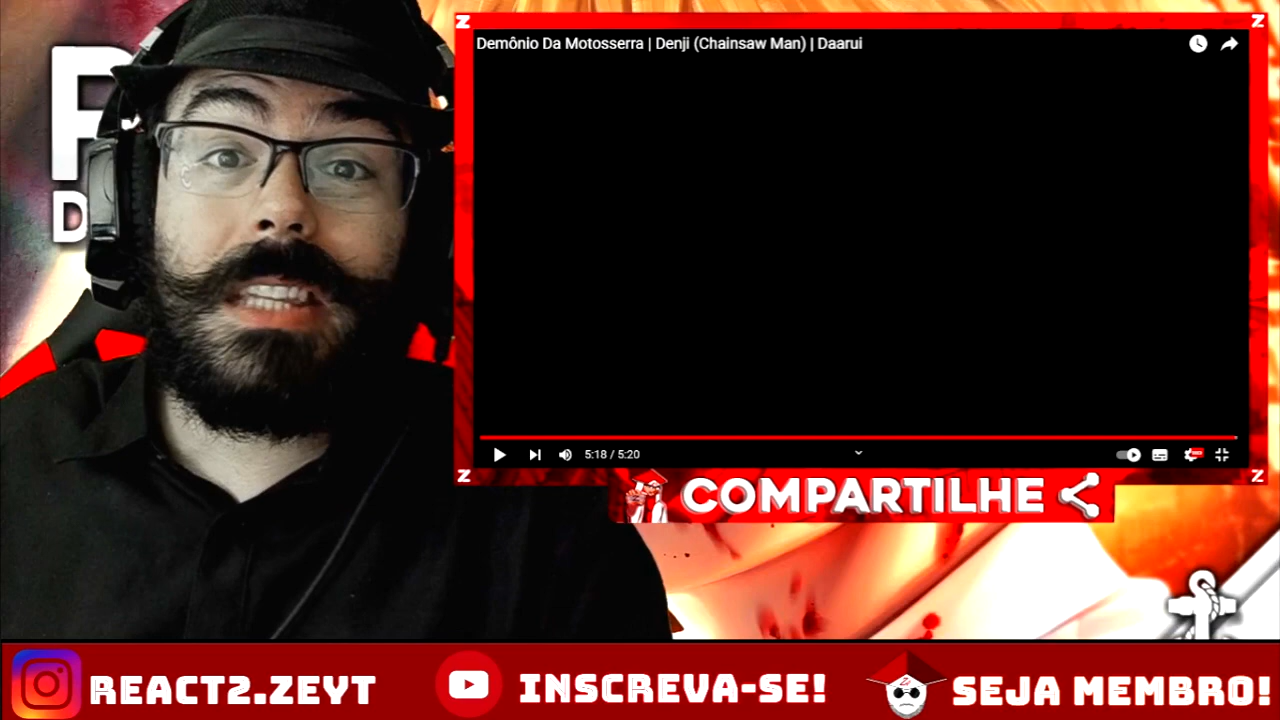 Z
Z
Demônio Da Motosserra | Denji (Chainsaw Man) | Daarui
D
5:18 / 5:20
Z
Z
COMPARTILHE
REACT2.ZEYT
INSCREVA-SE!
SEJA MEMBRO!